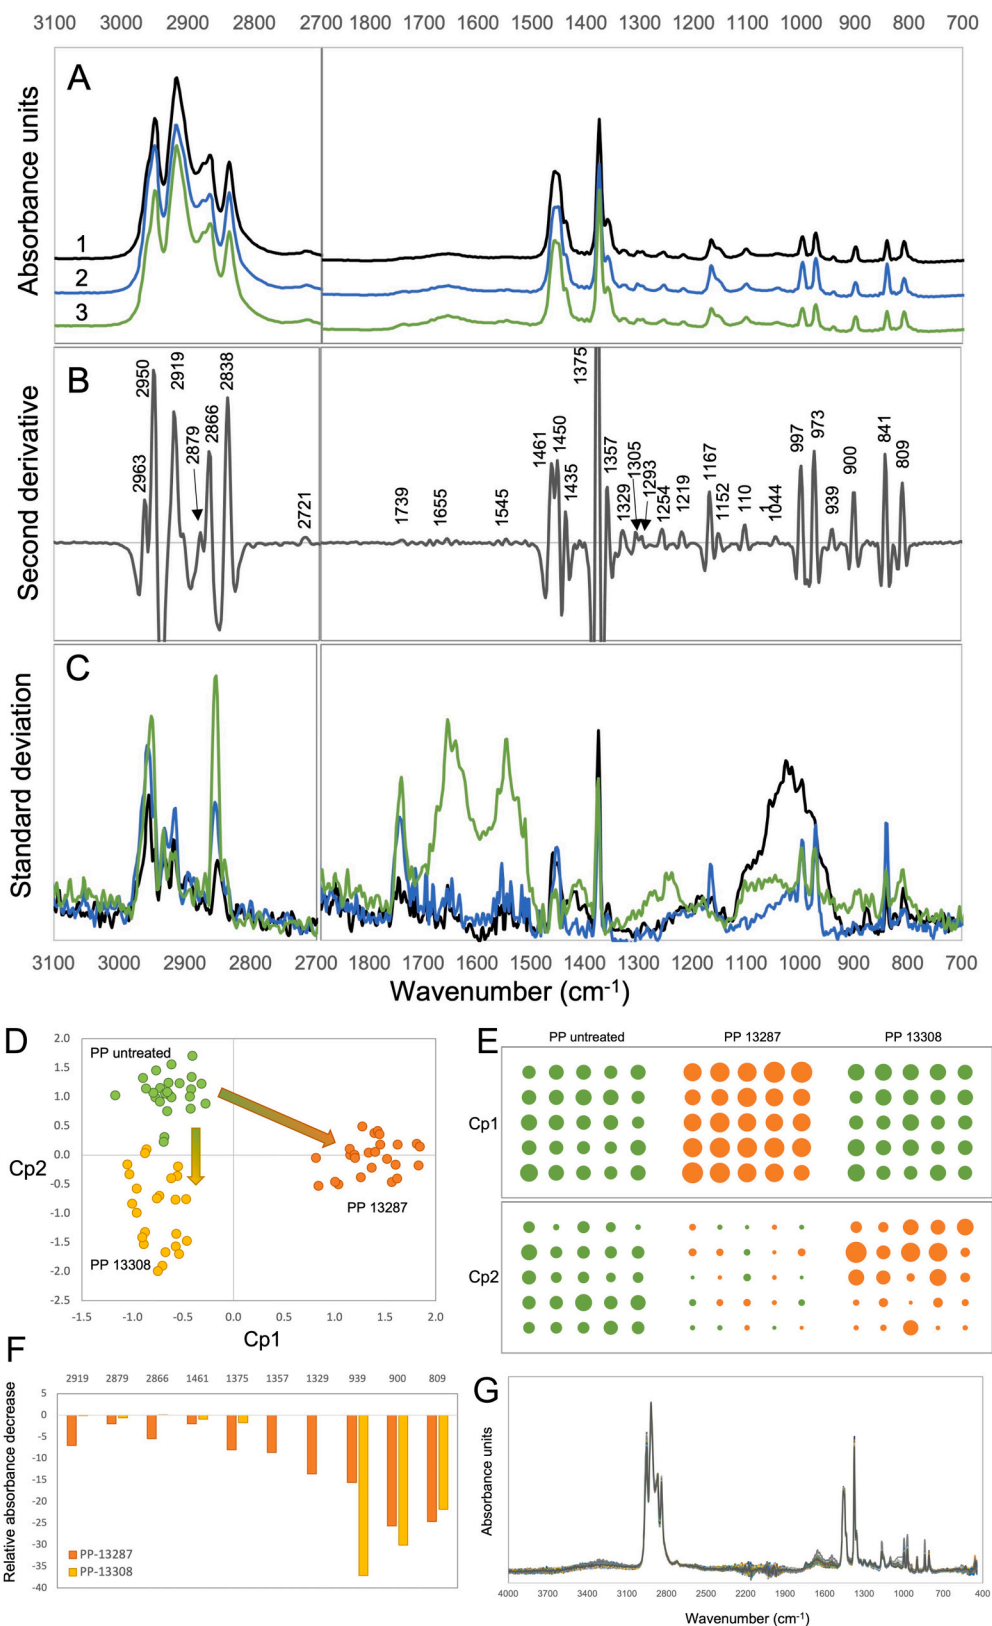 3100 3000 2900 2800 2700 1800 1700 1600 1500 1400 1300 1200 1100 1000 900 800 700
A
Absorbance units
1
2
3
B
Second derivative
2963
2950
2919
2879
2866
2838
2721
1739
1655
1545
1461
1450
1435
1375
1357
1329
1305
1293
1254
1219
1167
1152
110
1
1044
997
973
939
900
841
809
C
Standard deviation
3100 3000 2900 2800 2700 1800 1700 1600 1500 1400 1300 1200 1100 1000 900 800 700
Wavenumber (cm-1)
D
2.0
1.5
1.0
0.5
0.0
-0.5
-1.0
-1.5
-2.0
-2.5
Cp2
PP untreated
PP 13287
PP 13308
-1.5 -1.0 -0.5 0.0 0.5 1.0 1.5 2.0
Cp1
E
PP untreated PP 13287 PP 13308
Cp1
Cp2
F
2919 2879 2866 1461 1375 1357 1329 939 900 809
Relative absorbance decrease
5
0
-5
-10
-15
-20
-25
-30
-35
-40
PP-13287
PP-13308
G
Absorbance units
4000 3700 3400 3100 2800 2500 2200 1900 1600 1300 1000 700 400
Wavenumber (cm-1)